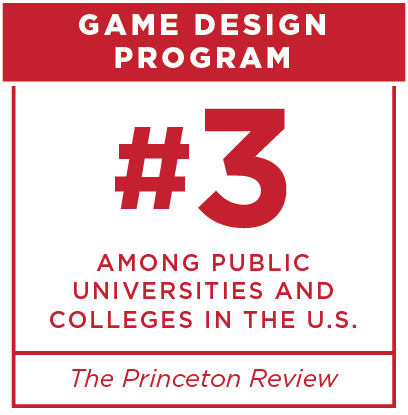 GAME DESIGN
PROGRAM
#3
AMONG PUBLIC
UNIVERSITIES AND
COLLEGES IN THE U.S.
The Princeton Review